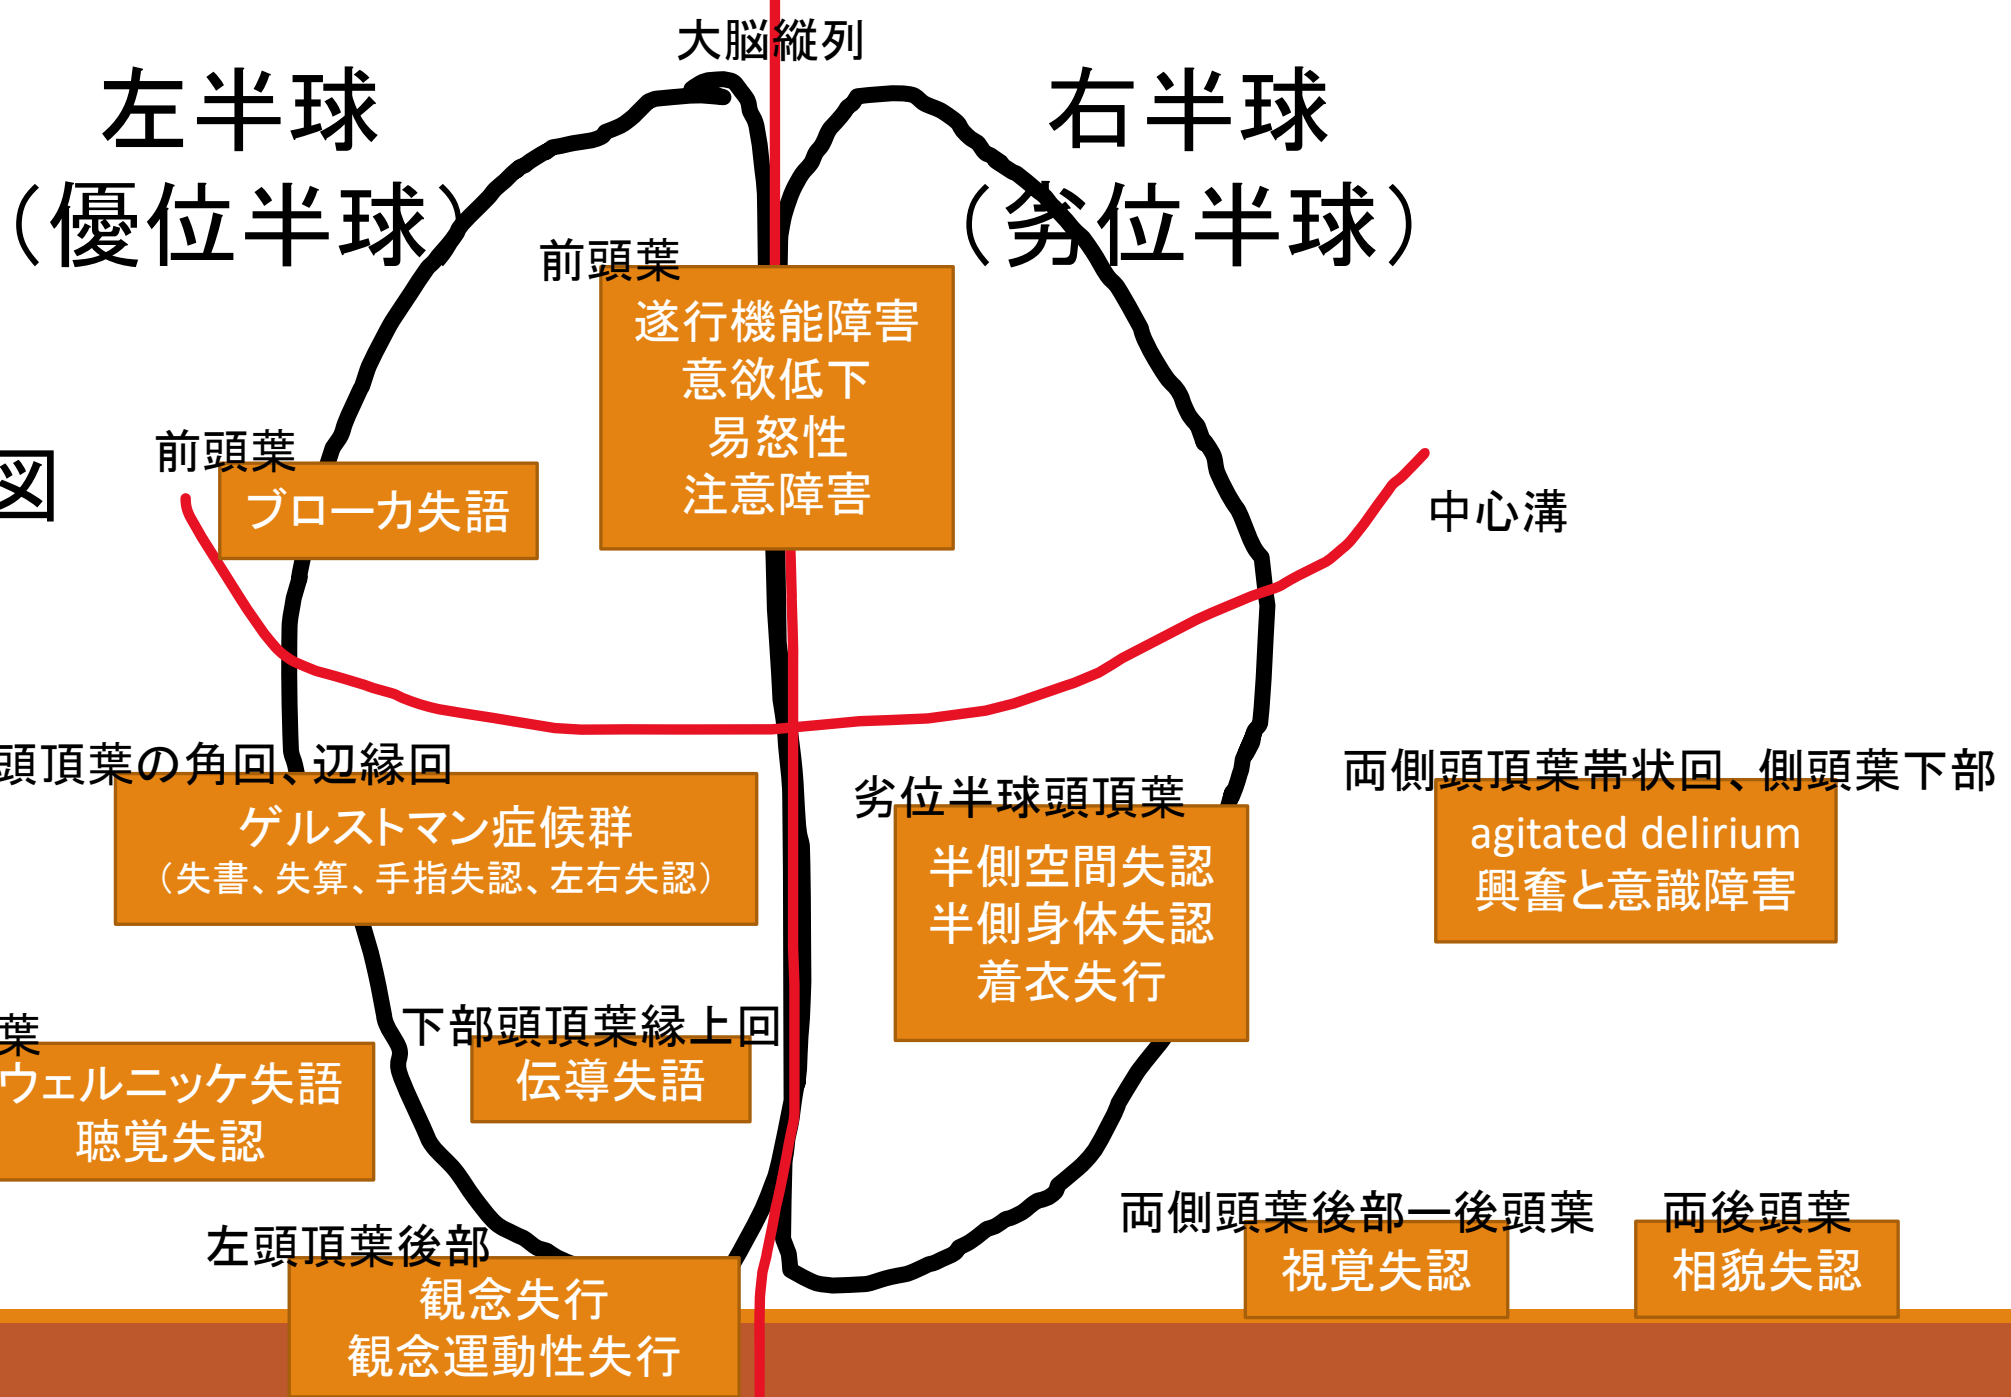 大脳縦列
左半球
（優位半球）
右半球
（劣位半球）
前頭葉
遂行機能障害
意欲低下
易怒性
注意障害
前頭葉
ブローカ失語
図
中心溝
頭頂葉の角回、辺縁回
ゲルストマン症候群
（失書、失算、手指失認、左右失認）
劣位半球頭頂葉
半側空間失認
半側身体失認
着衣失行
両側頭頂葉帯状回、側頭葉下部
agitated delirium
興奮と意識障害
葉
ウェルニッケ失語
聴覚失認
下部頭頂葉縁上回
伝導失語
左頭頂葉後部
観念失行
観念運動性失行
両側頭葉後部ー後頭葉
視覚失認
両後頭葉
相貌失認